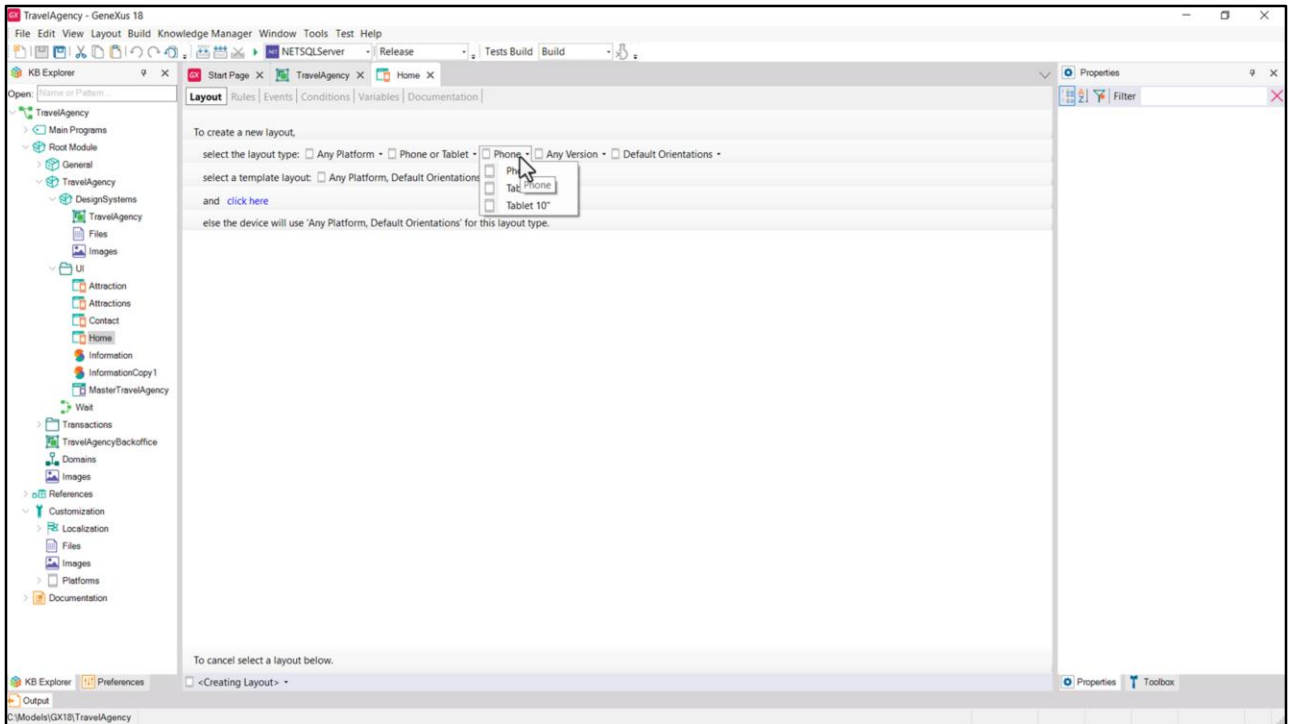 GX TravelAgency - GeneXus 18
File Edit View Layout Build Knowledge Manager Window Tools Test Help
NETSQLServer Release Tests Build Build
KB Explorer
Start Page TravelAgency Home
Properties
Open: Name or Pattern...
Layout Rules Events Conditions Variables Documentation
Filter
TravelAgency
Main Programs
Root Module
General
TravelAgency
DesignSystems
TravelAgency
Files
Images
UI
Attraction
Attractions
Contact
Home
Information
InformationCopy1
MasterTravelAgency
Wait
Transactions
TravelAgencyBackoffice
Domains
Images
References
Customization
Localization
Files
Images
Platforms
Documentation
To create a new layout,
select the layout type: Any Platform Phone or Tablet Phone Any Version Default Orientations
select a template layout: Any Platform, Default Orientations
Phone
Tablet 10"
and click here
else the device will use 'Any Platform, Default Orientations' for this layout type.
To cancel select a layout below.
KB Explorer Preferences
<Creating Layout>
Properties Toolbox
Output
C:\Models\GX18\TravelAgency